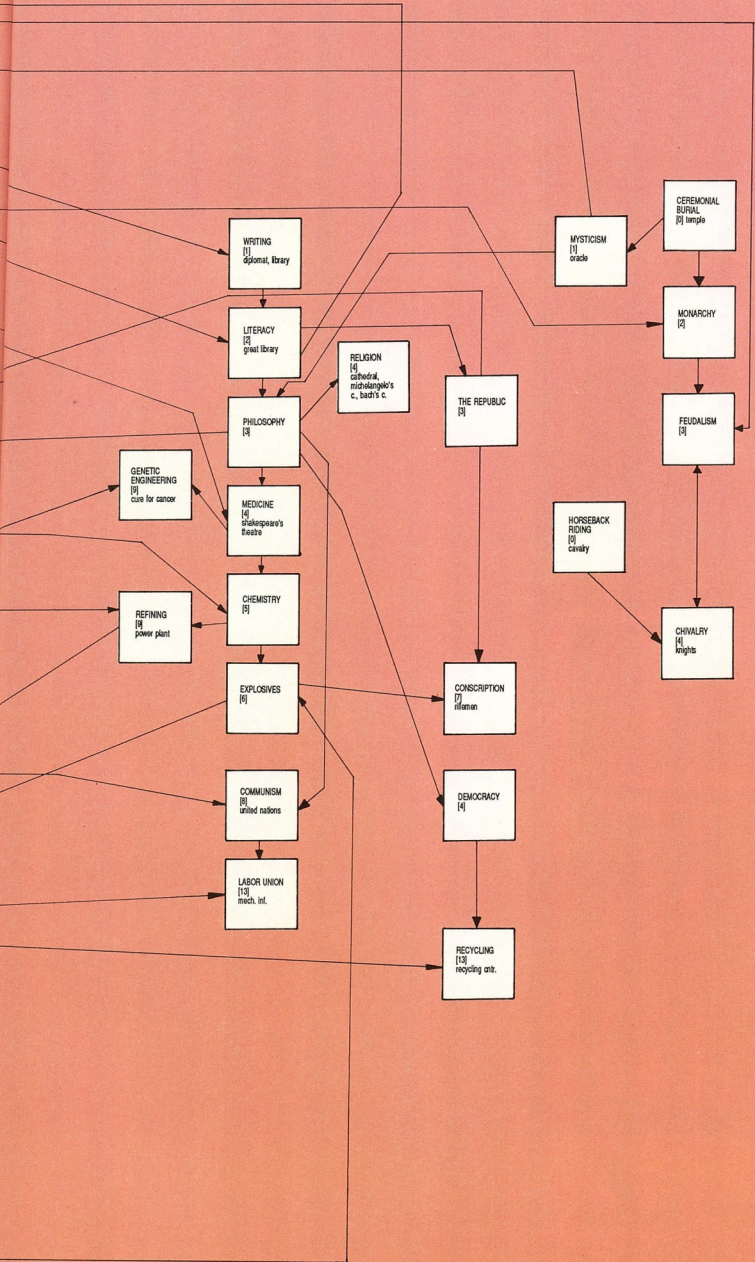 CEREMONIAL
BURIAL
[0] temple
MYSTICISM
[1]
oracle
WRITING
[1]
diplomat, library
MONARCHY
[2]
LITERACY
[2]
great library
RELIGION
[4]
cathedral,
michelangelo's
c., bach's c.
THE REPUBLIC
[3]
FEUDALISM
[3]
PHILOSOPHY
[3]
GENETIC
ENGINEERING
[9]
cure for cancer
MEDICINE
[4]
shakespeare's
theatre
HORSEBACK
RIDING
[0]
cavalry
CHEMISTRY
[5]
REFINING
[9]
power plant
CHIVALRY
[4]
knights
EXPLOSIVES
[6]
CONSCRIPTION
[7]
riflemen
COMMUNISM
[8]
united nations
DEMOCRACY
[4]
LABOR UNION
[13]
mech. inf.
RECYCLING
[13]
recycling cntr.